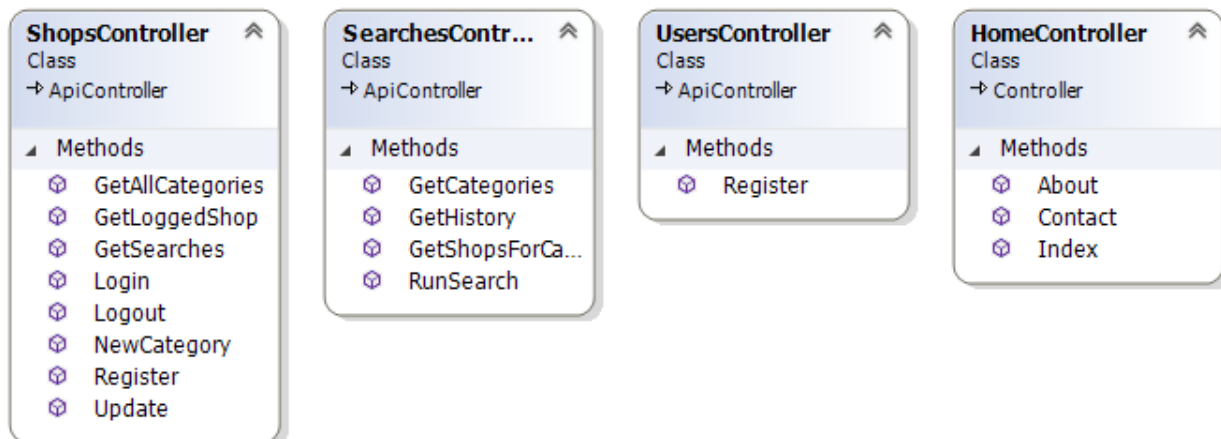 ShopsController
Class
ApiController
Methods
GetAllCategories
GetLoggedShop
GetSearches
Login
Logout
NewCategory
Register
Update
SearchesContr...
Class
ApiController
Methods
GetCategories
GetHistory
GetShopsForCa...
RunSearch
UsersController
Class
ApiController
Methods
Register
HomeController
Class
Controller
Methods
About
Contact
Index